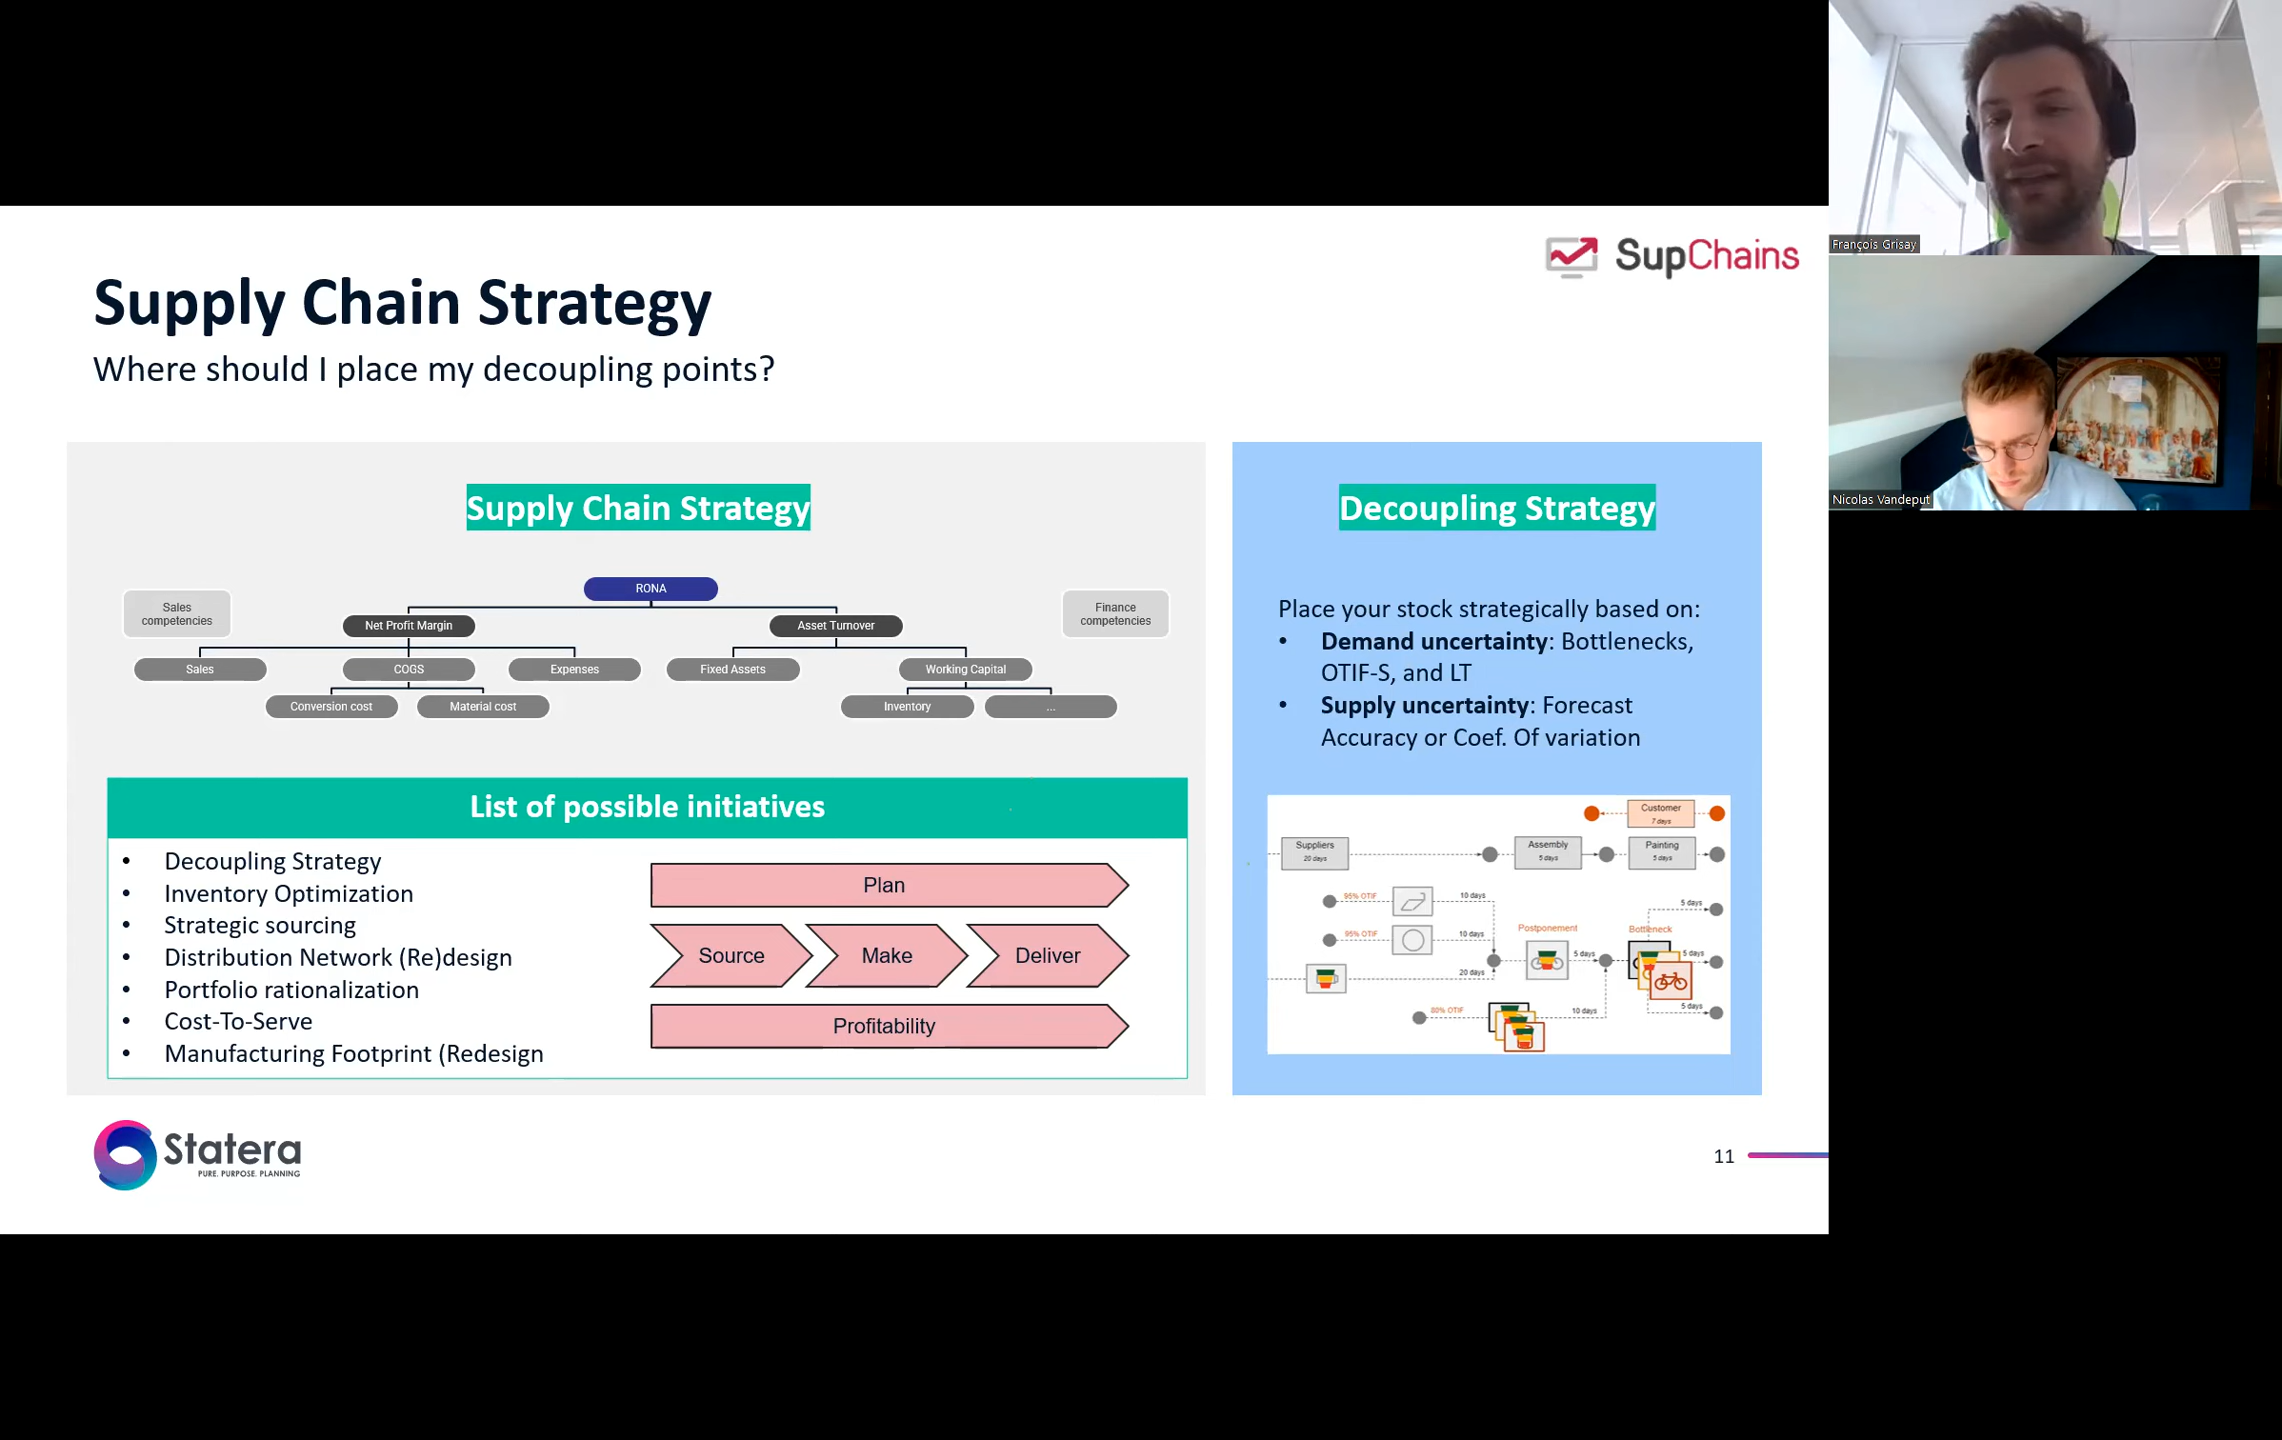 SupChains
Supply Chain Strategy
Where should I place my decoupling points?
François Grisay
Nicolas Vandeput
Supply Chain Strategy
RONA
Sales
competencies
Finance
competencies
Net Profit Margin
Asset Turnover
Sales
COGS
Expenses
Fixed Assets
Working Capital
Conversion cost
Material cost
Inventory
...
List of possible initiatives
• Decoupling Strategy
• Inventory Optimization
• Strategic sourcing
• Distribution Network (Re)design
• Portfolio rationalization
• Cost-To-Serve
• Manufacturing Footprint (Redesign
Plan
Source
Make
Deliver
Profitability
Decoupling Strategy
Place your stock strategically based on:
• Demand uncertainty: Bottlenecks,
OTIF-S, and LT
• Supply uncertainty: Forecast
Accuracy or Coef. Of variation
Customer
7 days
Suppliers
20 days
Assembly
5 days
Painting
5 days
95% OTIF
10 days
5 days
95% OTIF
10 days
Postponement
Bottleneck
5 days
5 days
20 days
5 days
80% OTIF
10 days
Statera
PURE. PURPOSE. PLANNING
11